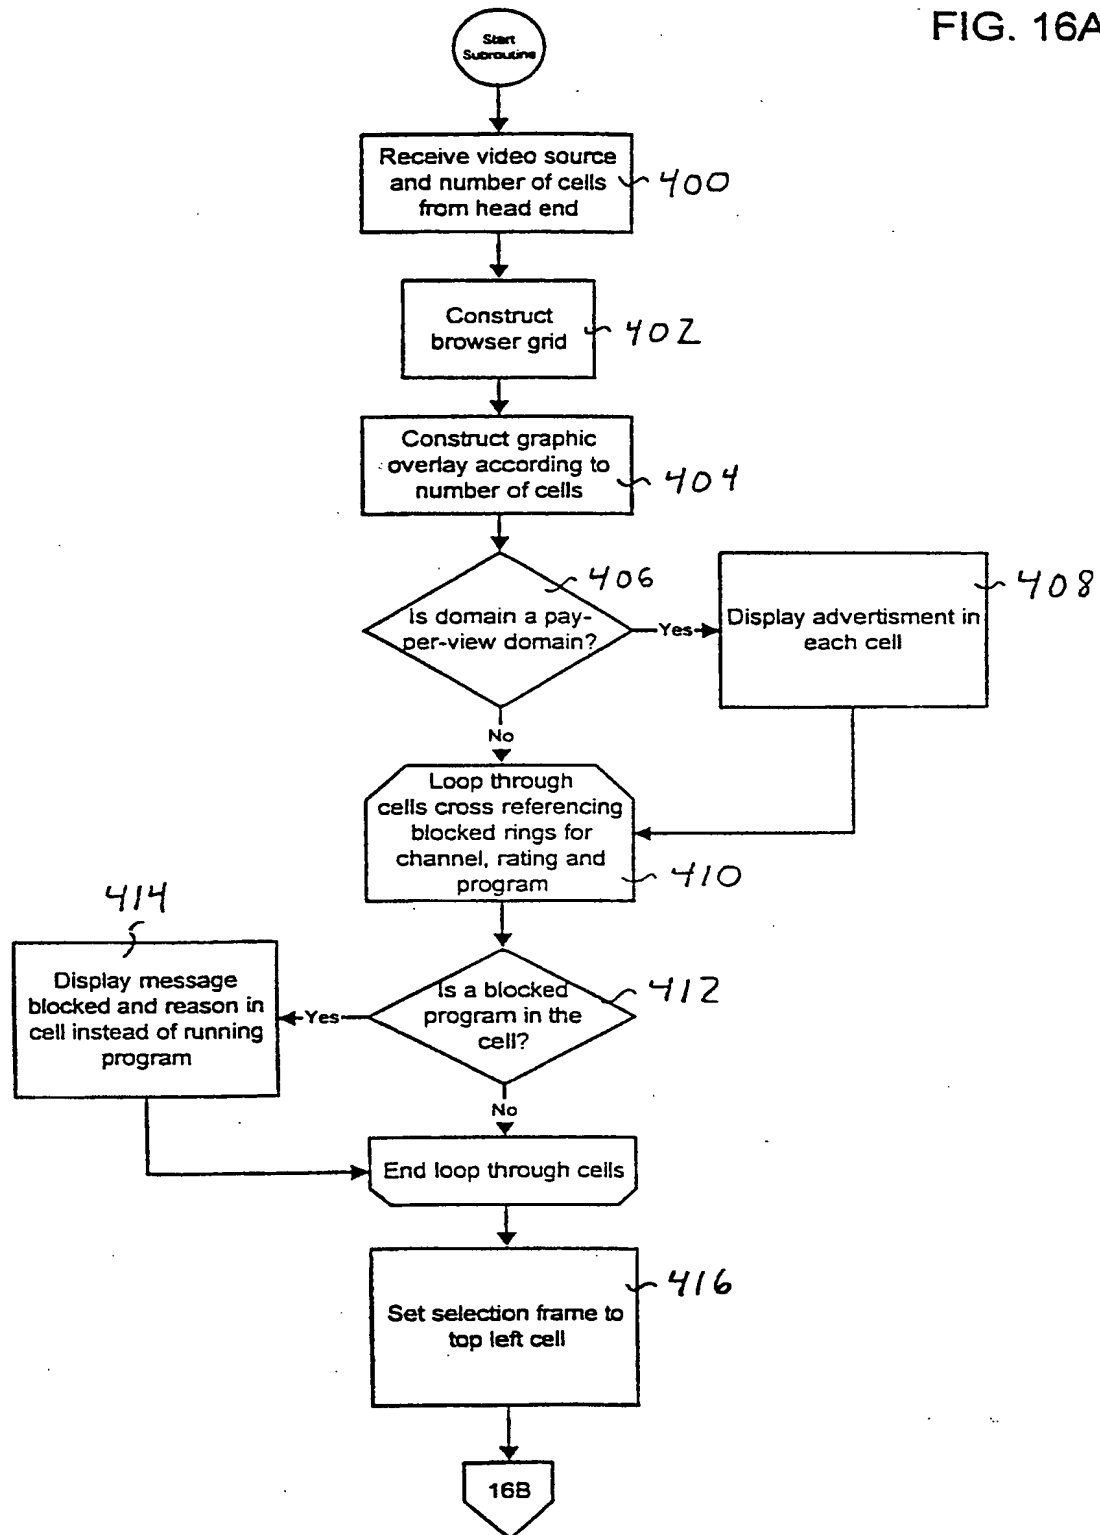 FIG. 16A
Start
Subroutine
Receive video source
and number of cells
from head end
400
Construct
browser grid
402
Construct graphic
overlay according to
number of cells
404
406
Is domain a pay-
per-view domain?
Yes
Display advertisment in
each cell
408
No
Loop through
cells cross referencing
blocked rings for
channel, rating and
program
410
414
Display message
blocked and reason in
cell instead of running
program
Yes
Is a blocked
program in the
cell?
412
No
End loop through cells
Set selection frame to
top left cell
416
16B